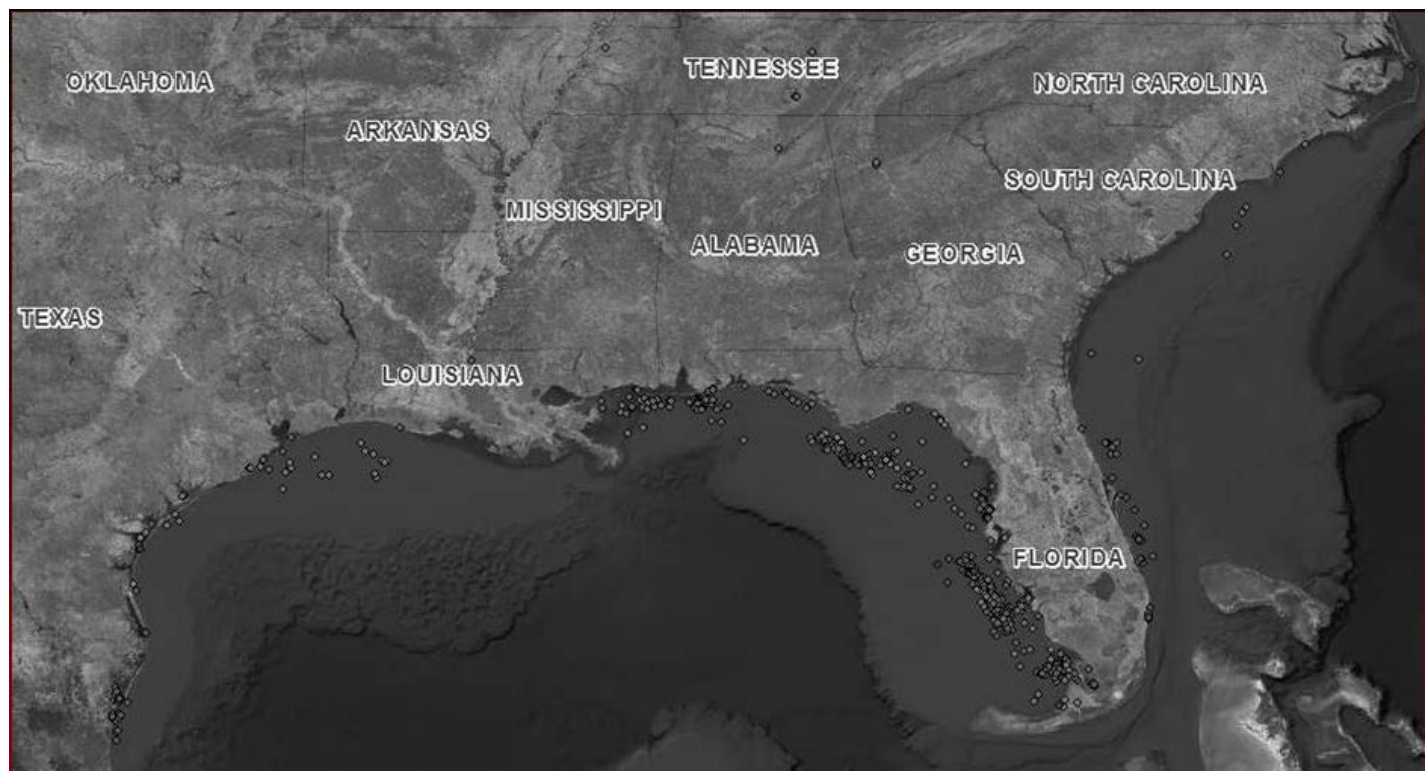 TENNESSEE
OKLAHOMA
NORTH CAROLINA
ARKANSAS
SOUTH CAROLINA
MISSISSIPPI
ALABAMA
GEORGIA
TEXAS
LOUISIANA
FLORIDA